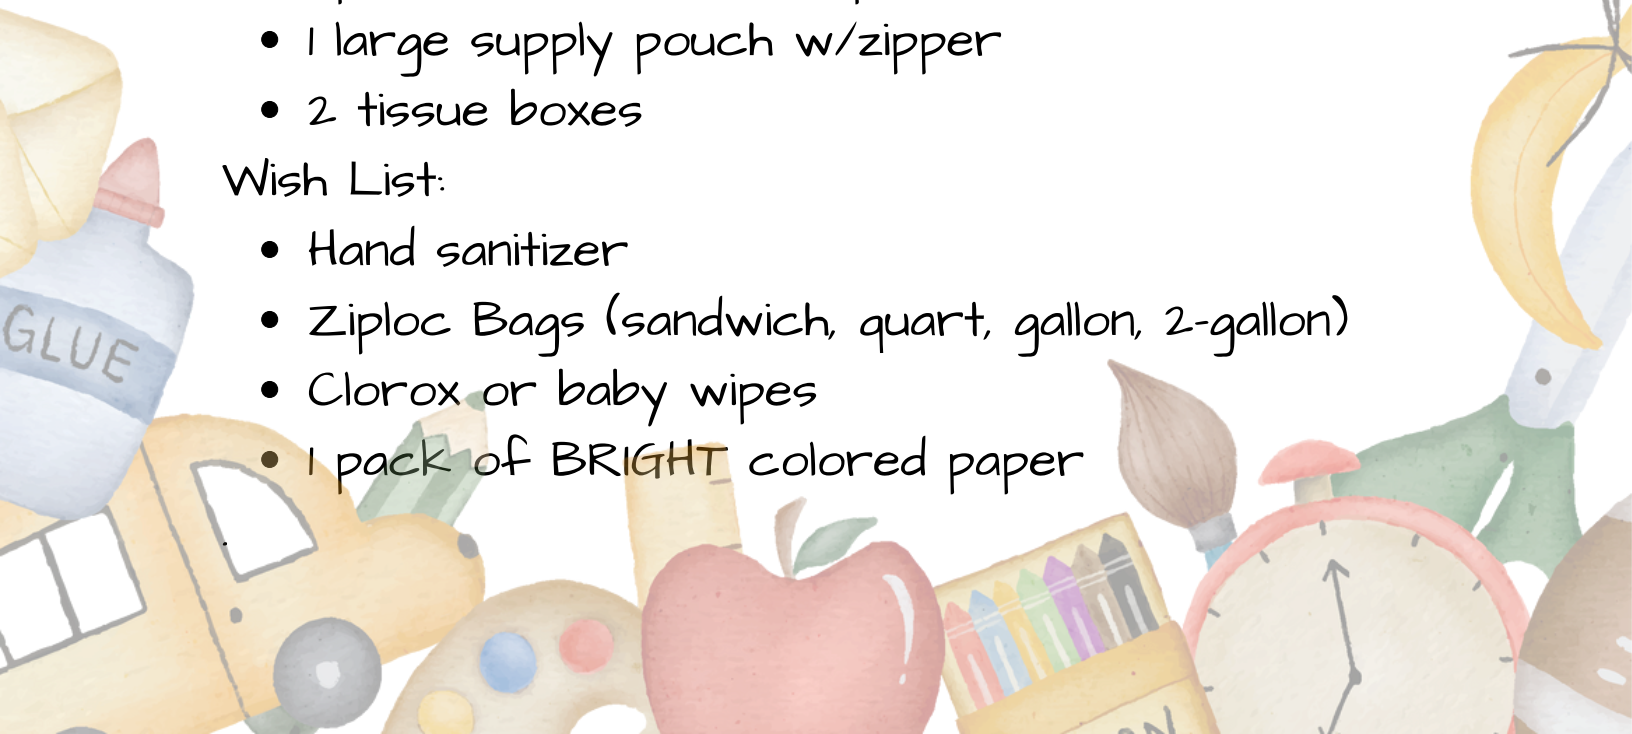 • 1 large supply pouch w/zipper
• 2 tissue boxes
Wish List:
• Hand sanitizer
• Ziploc Bags (sandwich, quart, gallon, 2-gallon)
• Clorox or baby wipes
• 1 pack of BRIGHT colored paper
.
GLUE